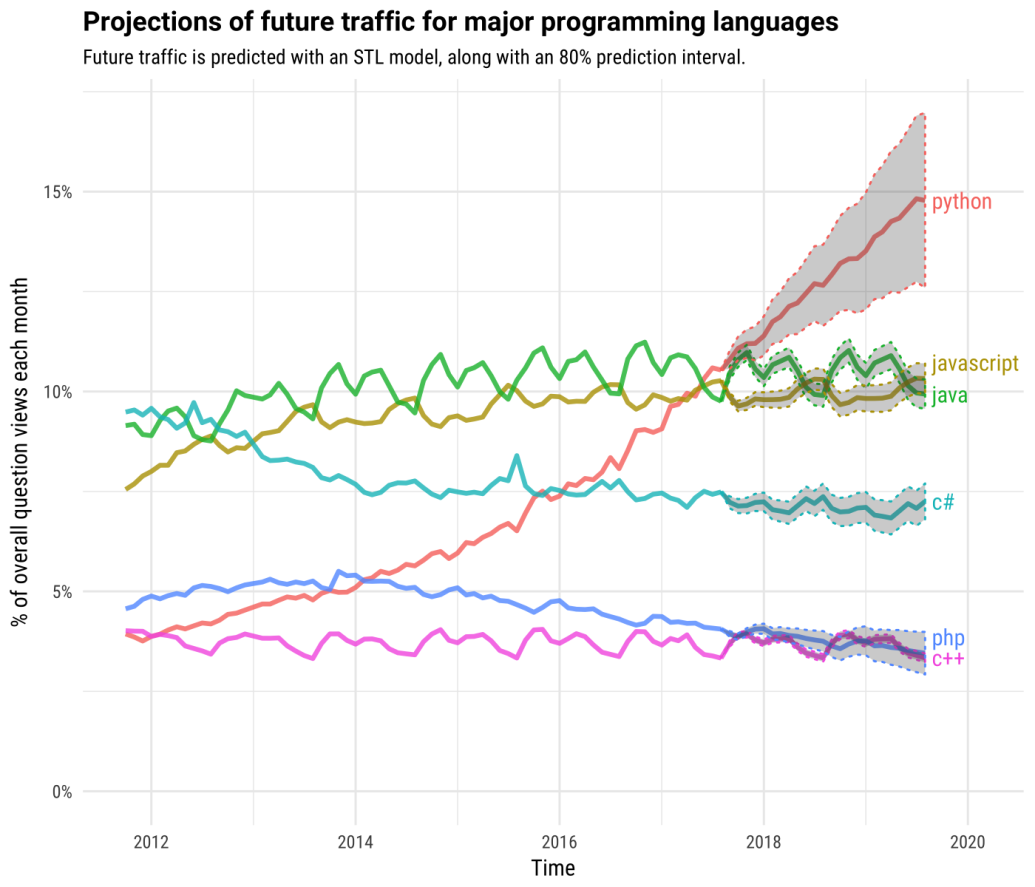 Projections of future traffic for major programming languages
Future traffic is predicted with an STL model, along with an 80% prediction interval.
% of overall question views each month
15%
10%
5%
0%
python
javascript
java
c#
php
c++
2012
2014
2016
2018
2020
Time